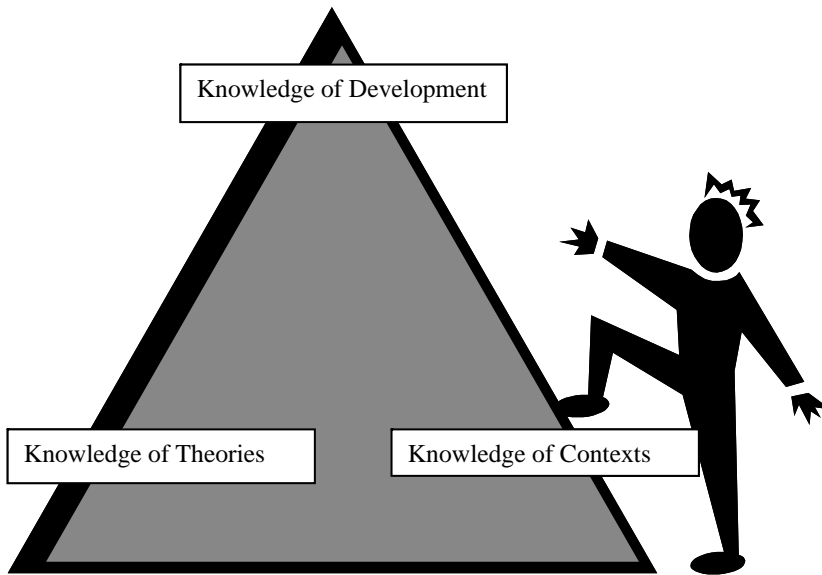 Knowledge of Development
Knowledge of Theories
Knowledge of Contexts